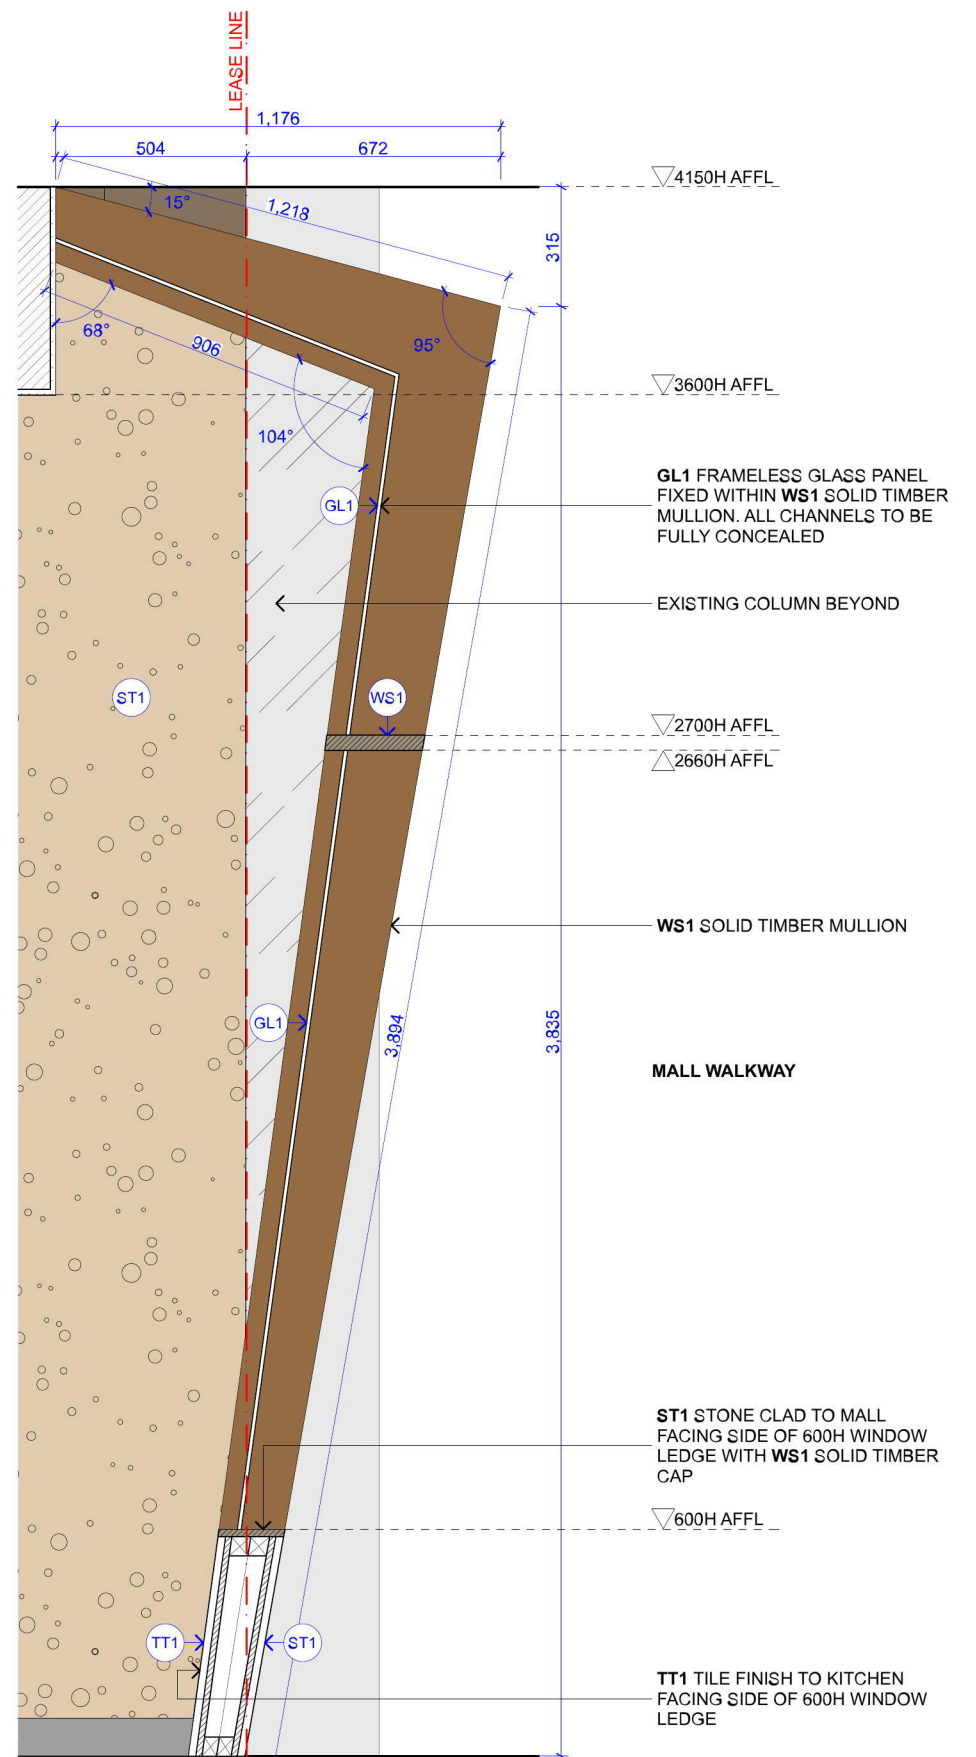 LEASE LINE
1,176
504
672
4150H AFFL
15°
1,218
315
68°
906
95°
3600H AFFL
104°
GL1
GL1 FRAMELESS GLASS PANEL
FIXED WITHIN WS1 SOLID TIMBER
MULLION. ALL CHANNELS TO BE
FULLY CONCEALED
EXISTING COLUMN BEYOND
ST1
WS1
2700H AFFL
2660H AFFL
WS1 SOLID TIMBER MULLION
GL1
3,894
3,835
MALL WALKWAY
ST1 STONE CLAD TO MALL
FACING SIDE OF 600H WINDOW
LEDGE WITH WS1 SOLID TIMBER
CAP
600H AFFL
TT1
ST1
TT1 TILE FINISH TO KITCHEN
FACING SIDE OF 600H WINDOW
LEDGE